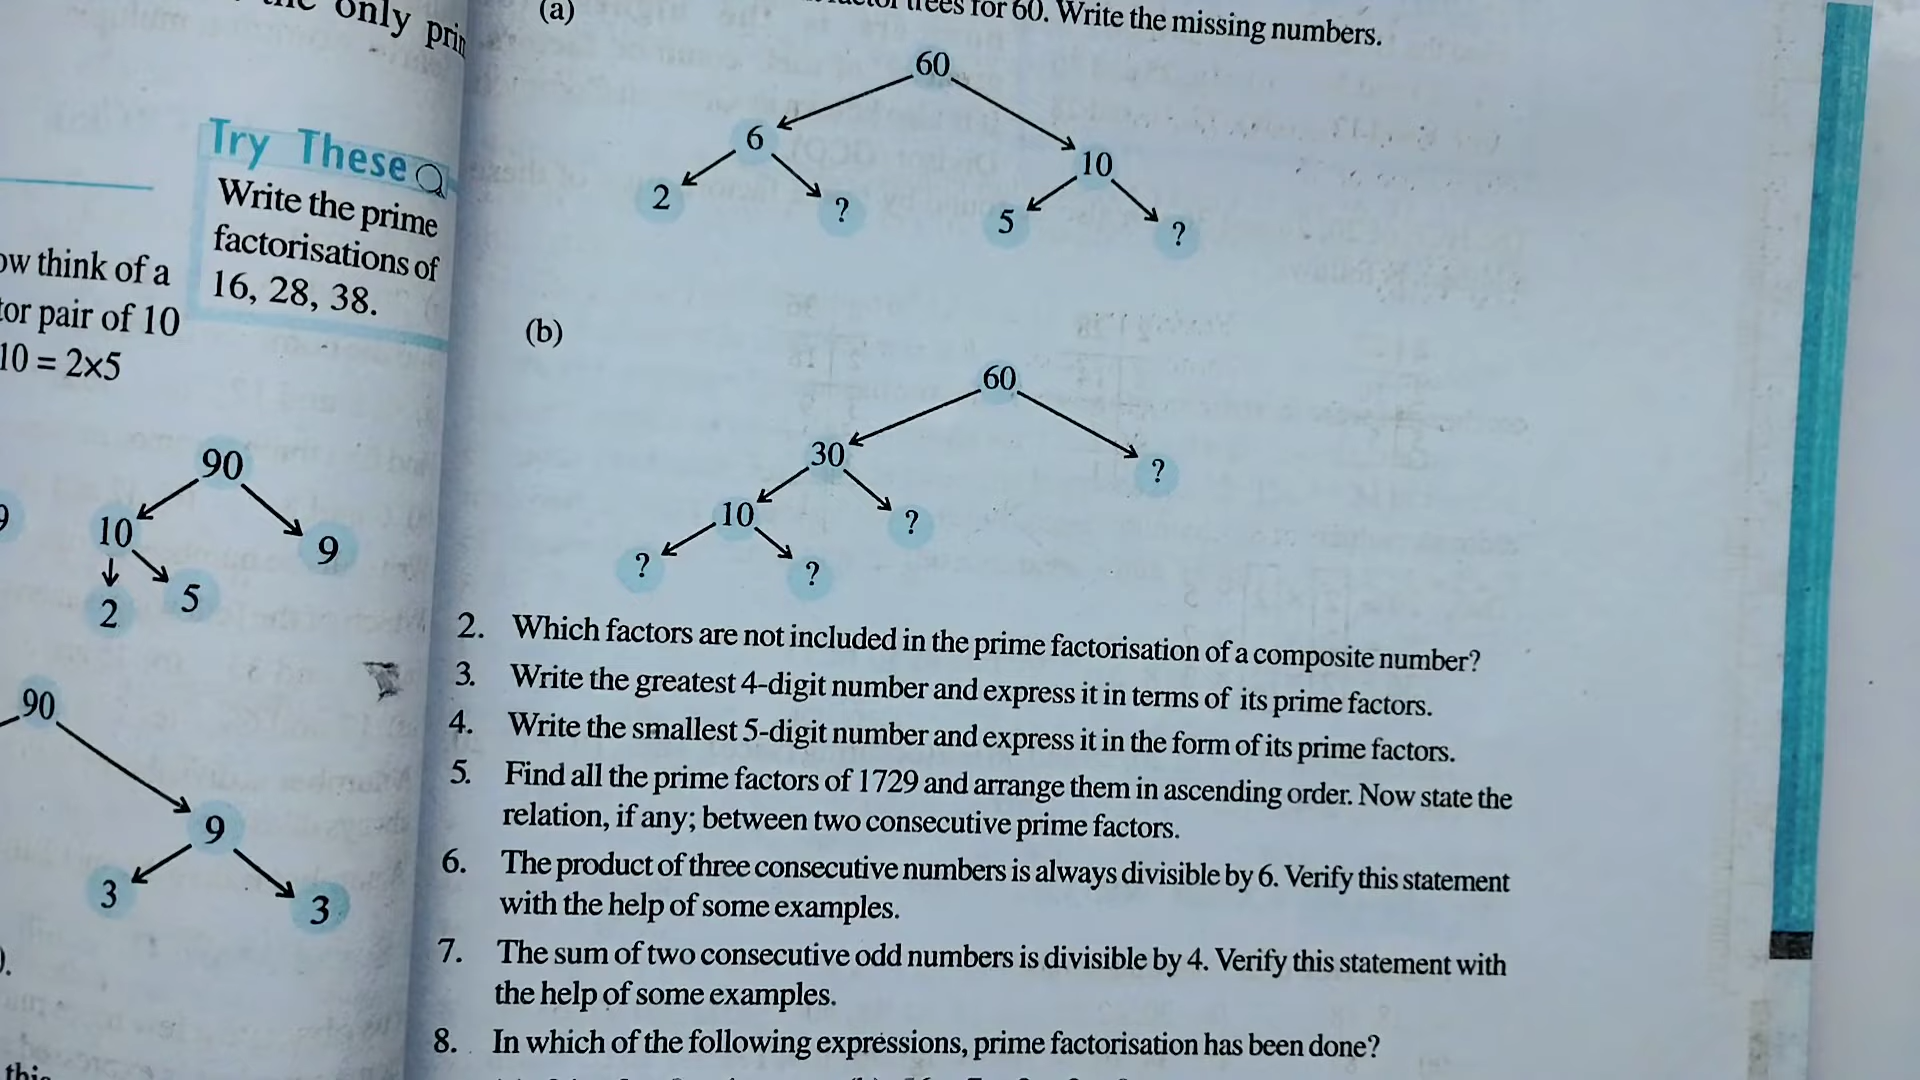 only
Try These
Write the prime
factorisations of
16, 28, 38.
think of a
pair of 10
10 = 2×5
90
10
9
2
5
90
9
3
3
(a)
for 60. Write the missing numbers.
60
6
10
2
?
5
?
(b)
60
30
?
10
?
?
?
2. Which factors are not included in the prime factorisation of a composite number?
3. Write the greatest 4-digit number and express it in terms of its prime factors.
4. Write the smallest 5-digit number and express it in the form of its prime factors.
5. Find all the prime factors of 1729 and arrange them in ascending order. Now state the
relation, if any; between two consecutive prime factors.
6. The product of three consecutive numbers is always divisible by 6. Verify this statement
with the help of some examples.
7. The sum of two consecutive odd numbers is divisible by 4. Verify this statement with
the help of some examples.
8. In which of the following expressions, prime factorisation has been done?